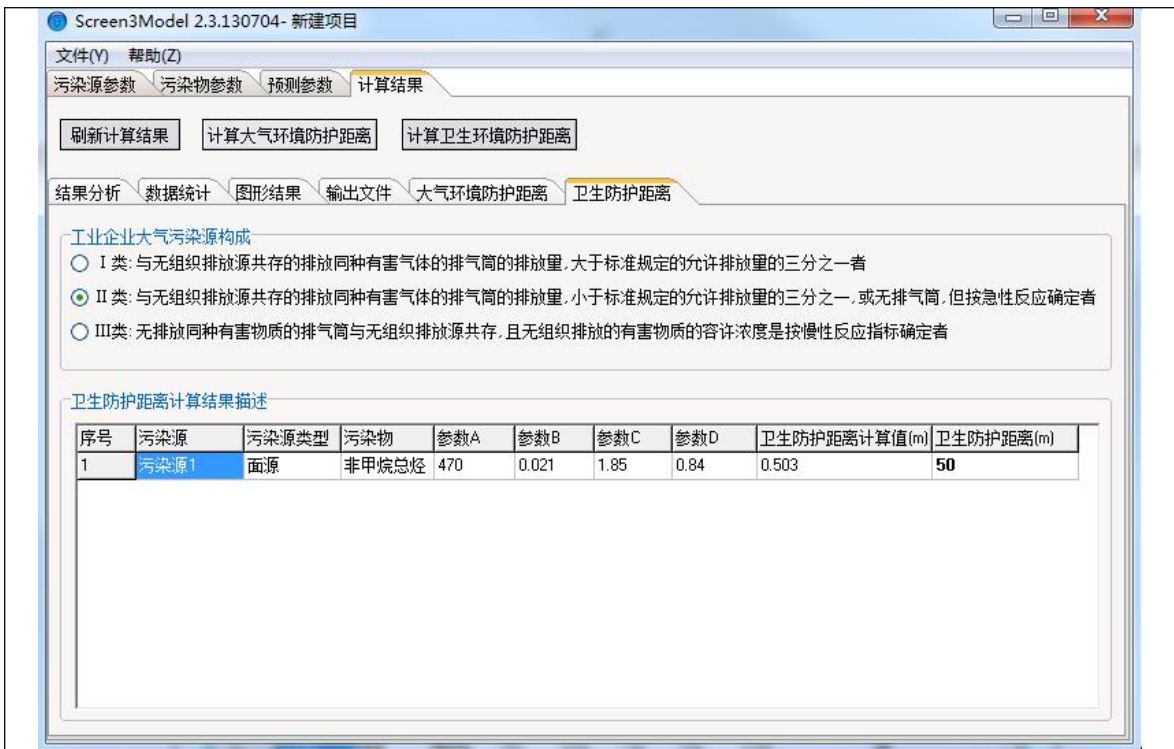 Screen3Model 2.3.130704- 新建项目
文件(Y) 帮助(Z)
污染源参数 污染物参数 预测参数 计算结果
刷新计算结果 计算大气环境防护距离 计算卫生环境防护距离
结果分析 数据统计 图形结果 输出文件 大气环境防护距离 卫生防护距离
工业企业大气污染源构成
I 类: 与无组织排放源共存的排放同种有害气体的排气筒的排放量,大于标准规定的允许排放量的三分之一者
II 类: 与无组织排放源共存的排放同种有害气体的排气筒的排放量,小于标准规定的允许排放量的三分之一,或无排气筒,但按急性反应确定者
III类: 无排放同种有害物质的排气筒与无组织排放源共存,且无组织排放的有害物质的容许浓度是按慢性反应指标确定者
卫生防护距离计算结果描述
序号 污染源 污染源类型 污染物 参数A 参数B 参数C 参数D 卫生防护距离计算值(m) 卫生防护距离(m)
1 污染源1 面源 非甲烷总烃 470 0.021 1.85 0.84 0.503 50